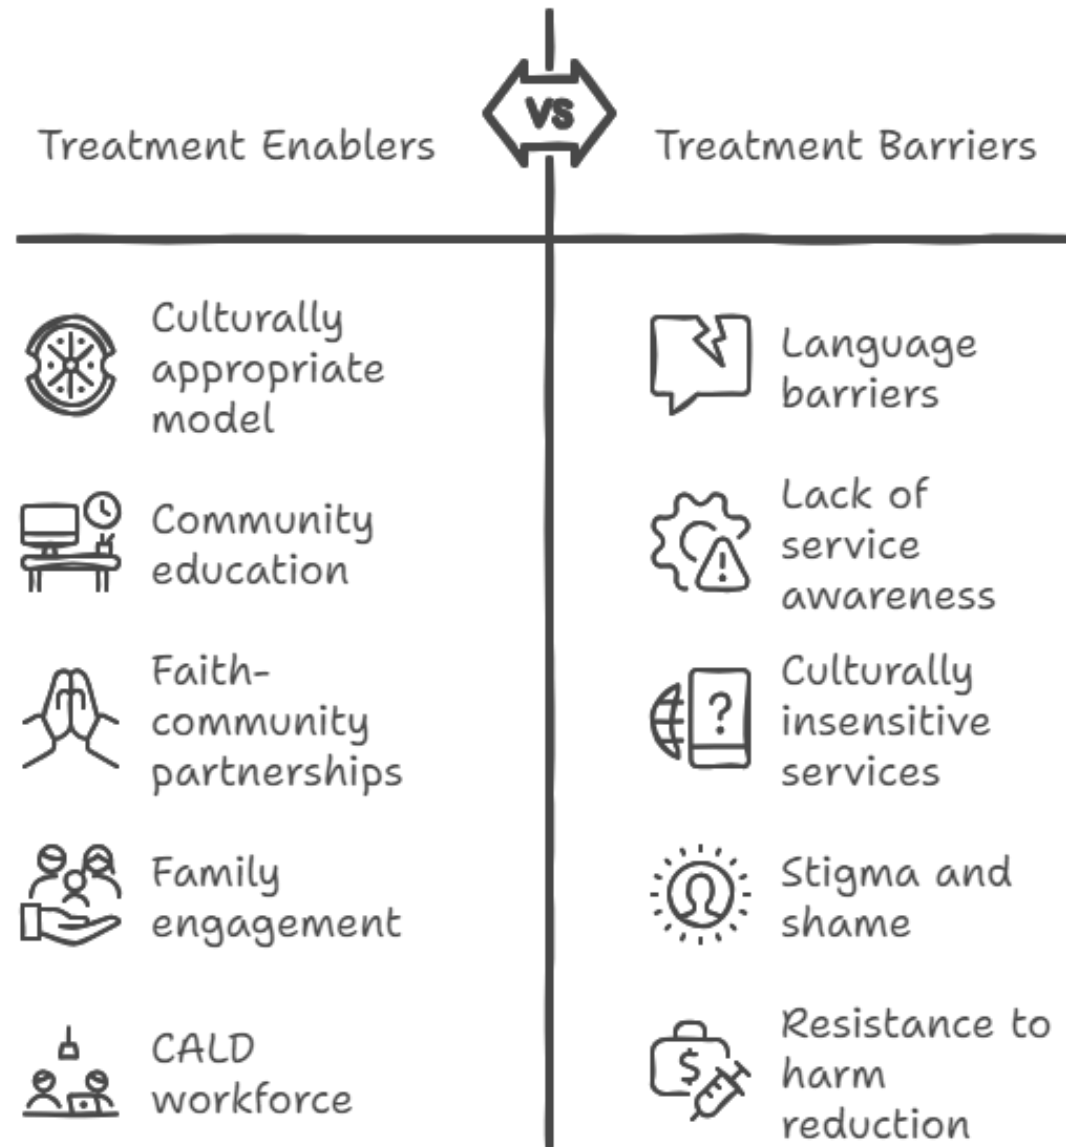 VS
Treatment Enablers
Treatment Barriers
Culturally
appropriate
model
Community
education
Faith-
community
partnerships
Family
engagement
CALD
workforce
Language
barriers
Lack of
service
awareness
Culturally
insensitive
services
Stigma and
shame
Resistance to
harm
reduction